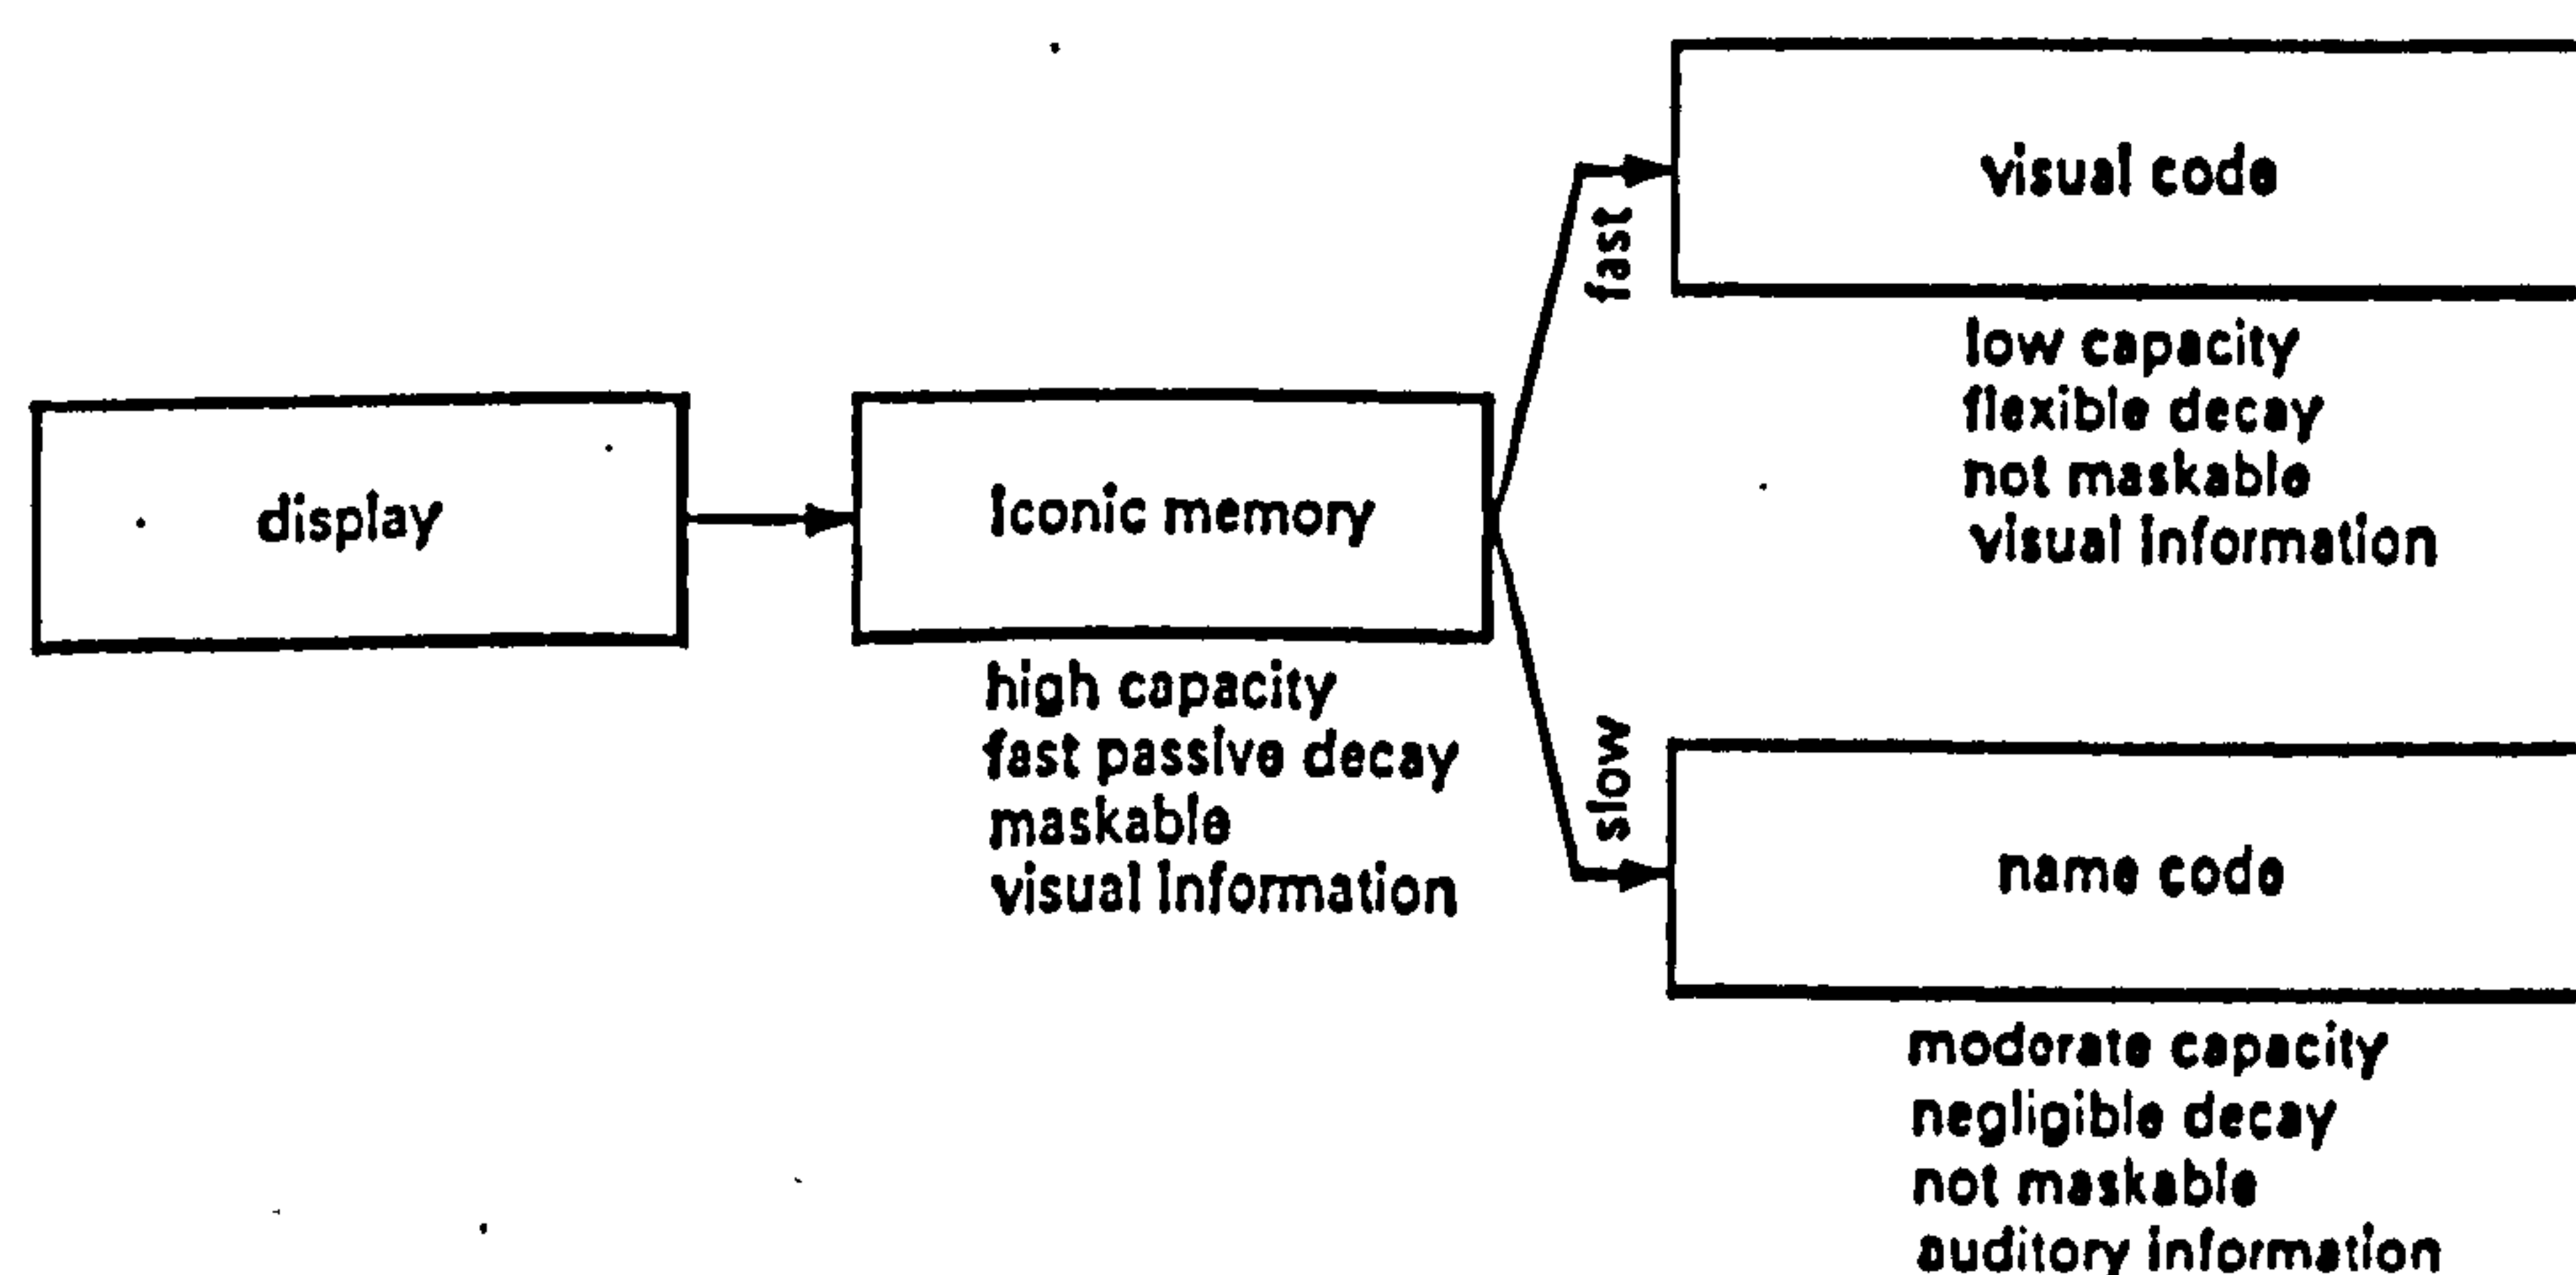 display
Iconic memory
high capacity
fast passive decay
maskable
visual information
fast
visual code
low capacity
flexible decay
not maskable
visual information
slow
name code
moderate capacity
negligible decay
not maskable
auditory information